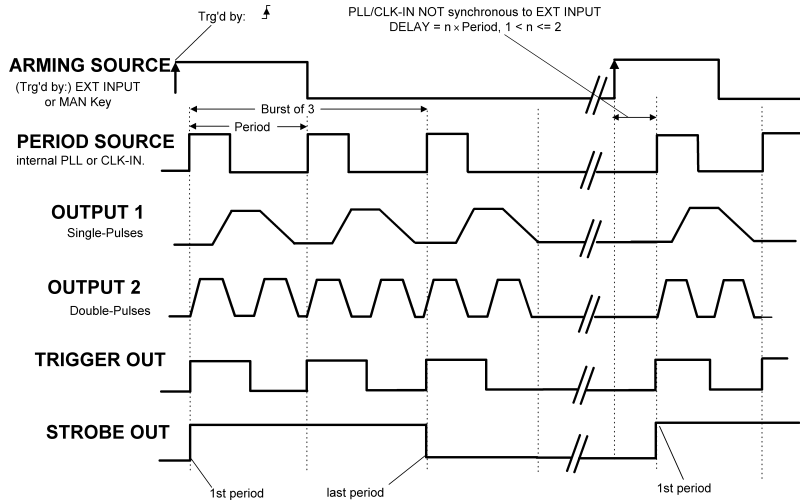 Trg'd by:
PLL/CLK-IN NOT synchronous to EXT INPUT
DELAY = n × Period, 1 < n <= 2
ARMING SOURCE
(Trg'd by:) EXT INPUT
or MAN Key
Burst of 3
Period
PERIOD SOURCE
internal PLL or CLK-IN.
OUTPUT 1
Single-Pulses
OUTPUT 2
Double-Pulses
TRIGGER OUT
STROBE OUT
1st period
last period
1st period